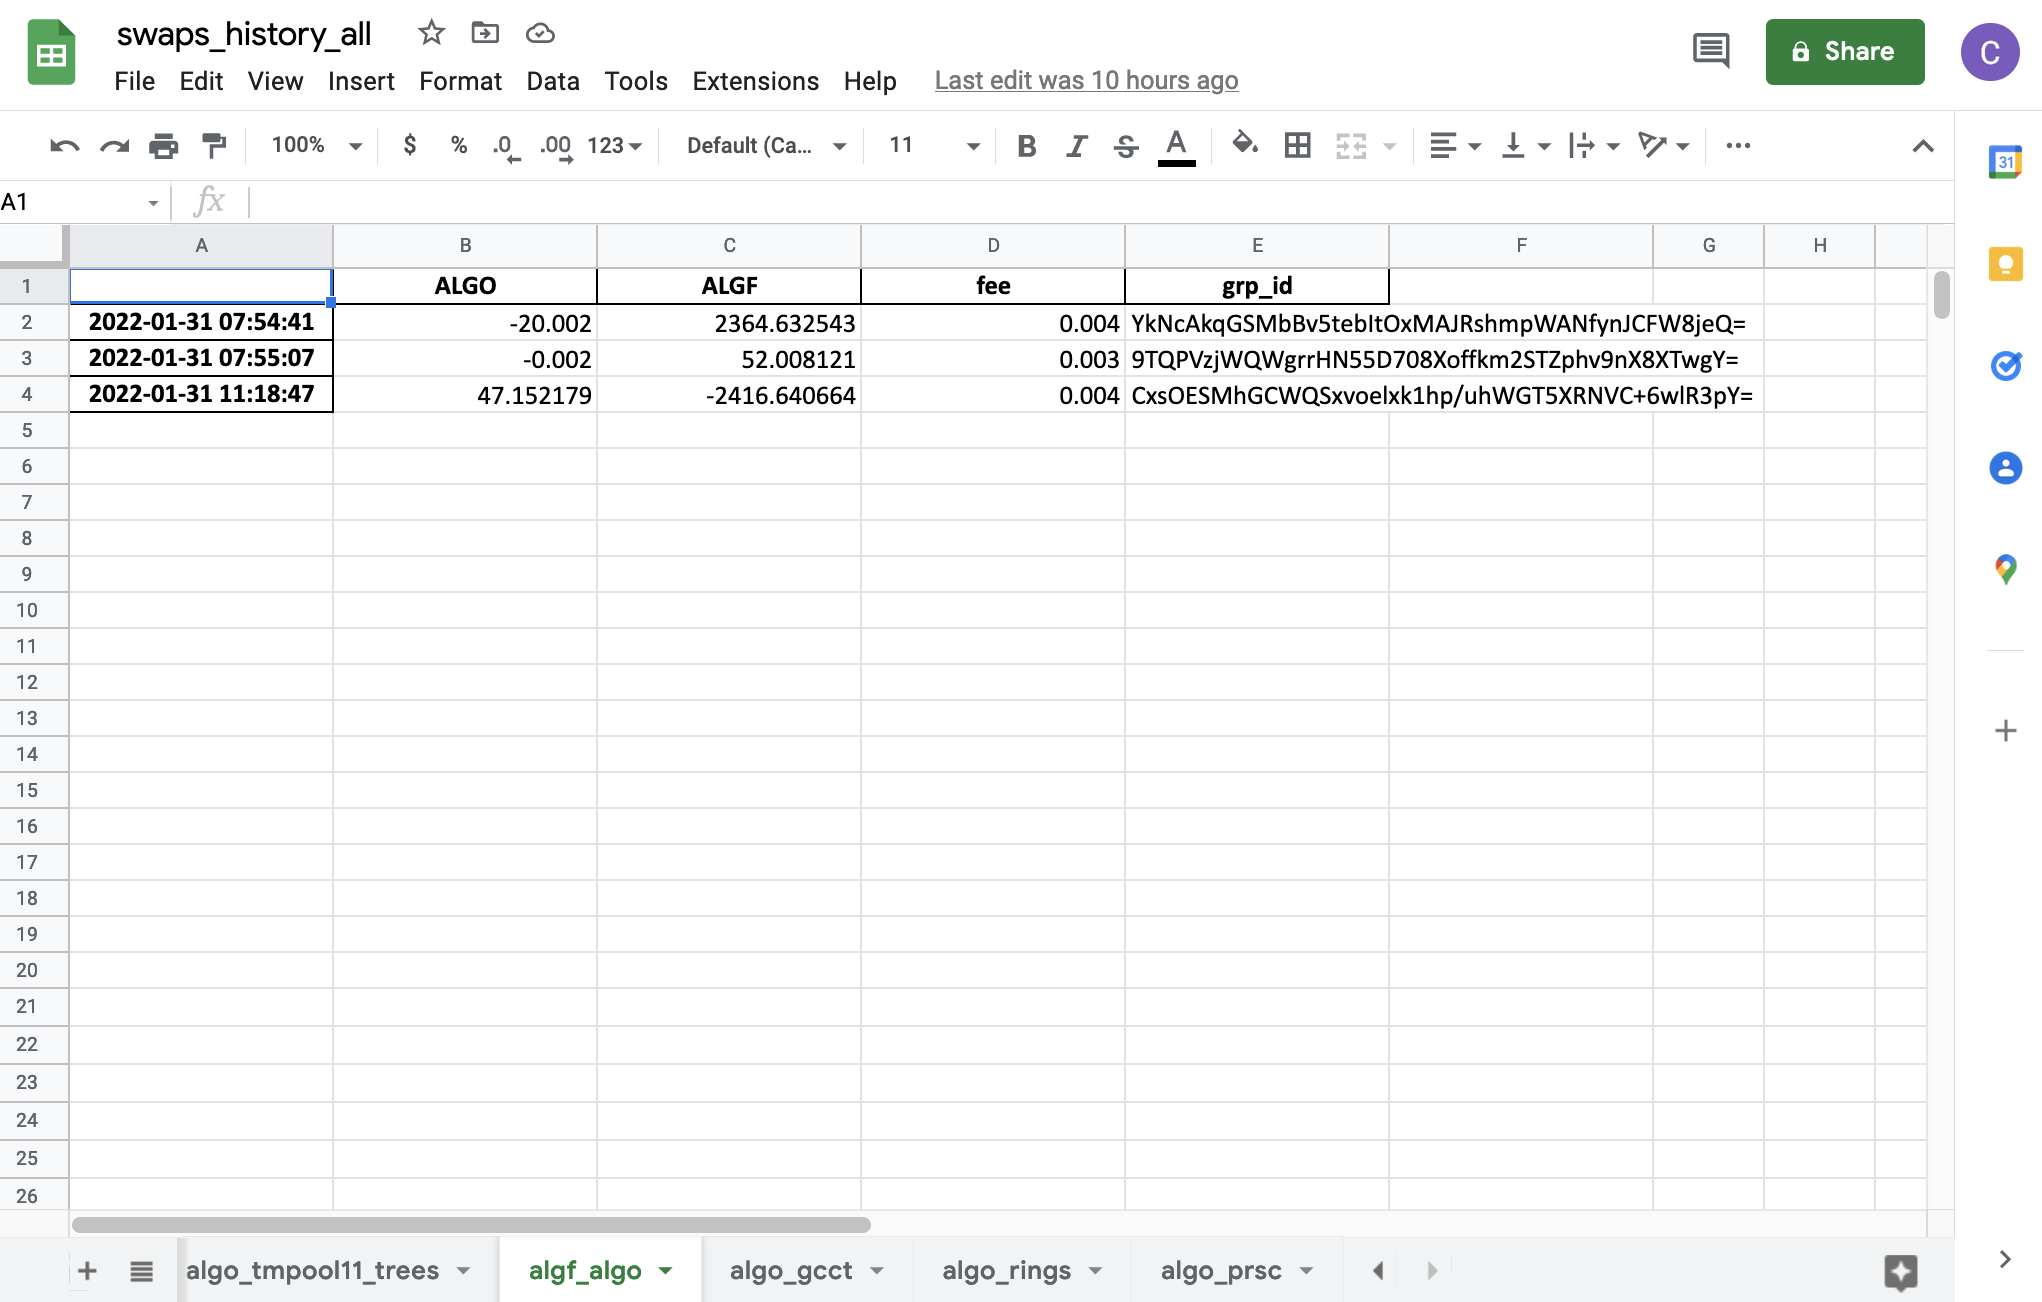 swaps_history_all
File Edit View Insert Format Data Tools Extensions Help Last edit was 10 hours ago
Share
C
100% $ % .0 .00 123 Default (Ca... 11 B I S A
31
A1 fx
A B C D E F G H
1 ALGO ALGF fee grp_id
2 2022-01-31 07:54:41 -20.002 2364.632543 0.004 YkNcAkqGSMbBv5tebItOxMAJRshmpWANfynJCFW8jeQ=
3 2022-01-31 07:55:07 -0.002 52.008121 0.003 9TQPVzjWQWgrrHN55D708Xoffkm2STZphv9nX8XTwgY=
4 2022-01-31 11:18:47 47.152179 -2416.640664 0.004 CxsOESMhGCWQSxvoelxk1hp/uhWGT5XRNVC+6wlR3pY=
5
6
7
8
9
10
11
12
13
14
15
16
17
18
19
20
21
22
23
24
25
26
algo_tmpool11_trees algf_algo algo_gcct algo_rings algo_prsc